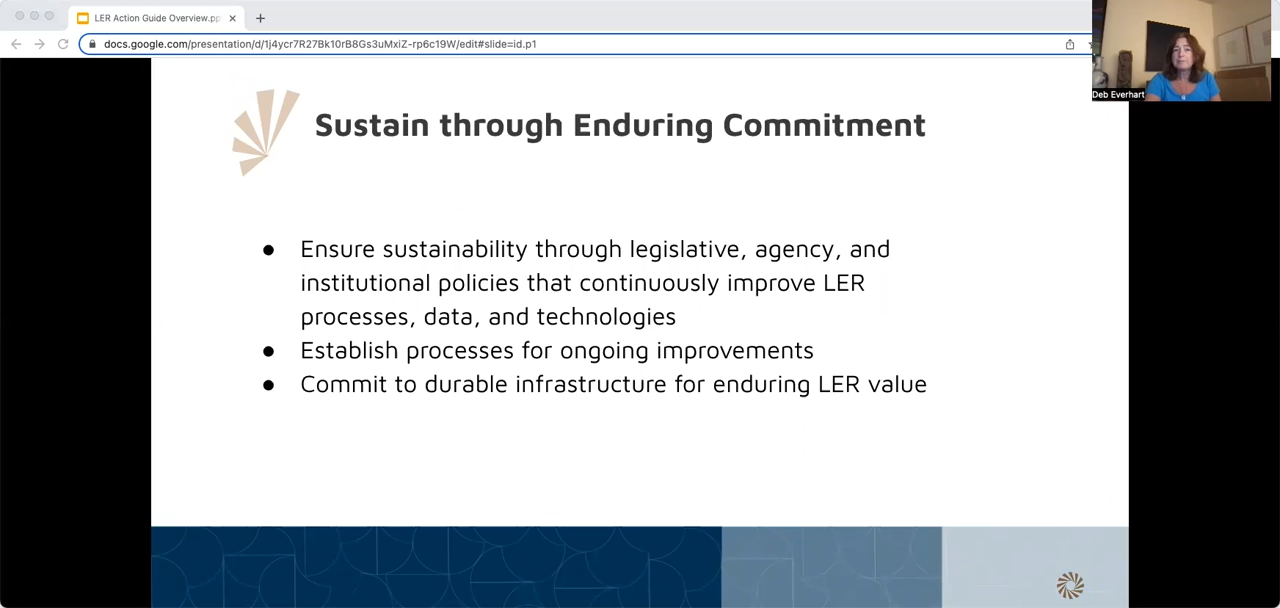 LER Action Guide Overview.pp
docs.google.com/presentation/d/1j4ycr7R27Bk10rB8Gs3uMxiZ-rp6c19W/edit#slide=id.p1
Deb Everhart
Sustain through Enduring Commitment
● Ensure sustainability through legislative, agency, and
institutional policies that continuously improve LER
processes, data, and technologies
● Establish processes for ongoing improvements
● Commit to durable infrastructure for enduring LER value